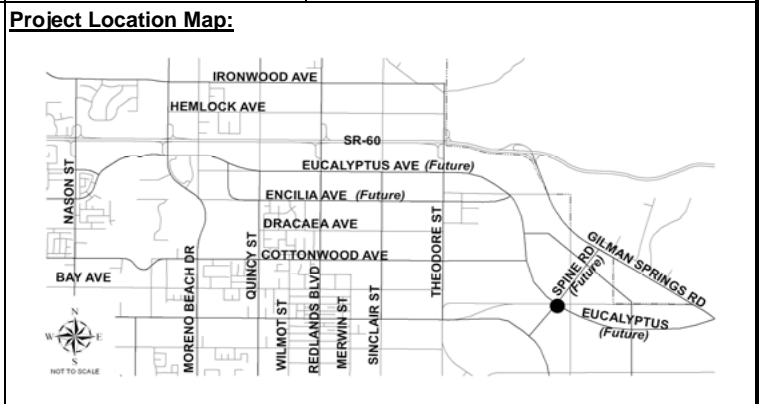 Project Location Map:
IRONWOOD AVE
HEMLOCK AVE
SR-60
EUCALYPTUS AVE (Future)
NASON ST
ENCILIA AVE (Future)
DRACAEA AVE
COTTONWOOD AVE
BAY AVE
MORENO BEACH DR
QUINCY ST
WILMOT ST
REDLANDS BLVD
MERWIN ST
SINCLAIR ST
THEODORE ST
GILMAN SPRINGS RD
SPINE RD
(Future)
EUCALYPTUS
(Future)
N
W
E
S
NOT TO SCALE